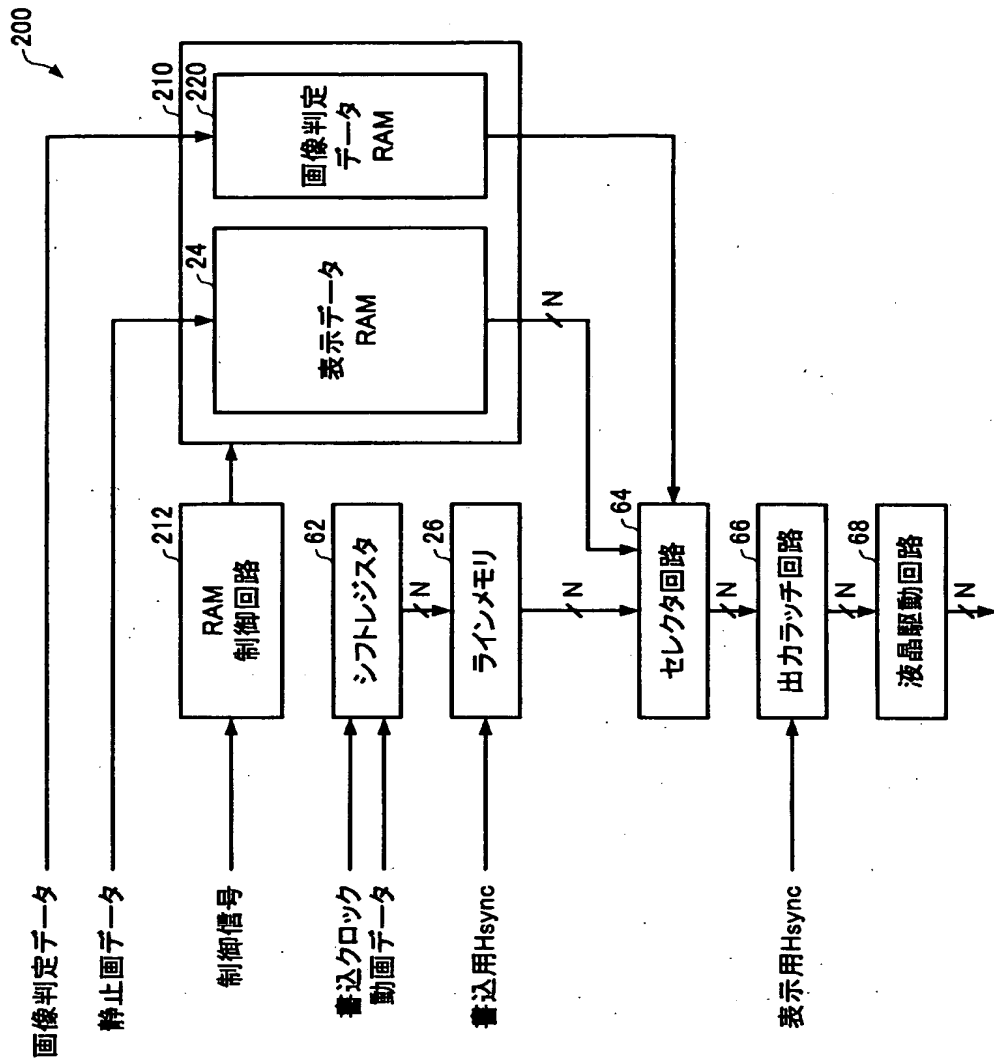 200
画像判定データ
静止画データ
制御信号
書込クロック
動画データ
書込用Hsync
表示用Hsync
210
220
画像判定
データ
RAM
24
表示データ
RAM
N
212
RAM
制御回路
62
シフトレジスタ
N
26
ラインメモリ
N
64
セレクタ回路
N
66
出力ラッチ回路
N
68
液晶駆動回路
N